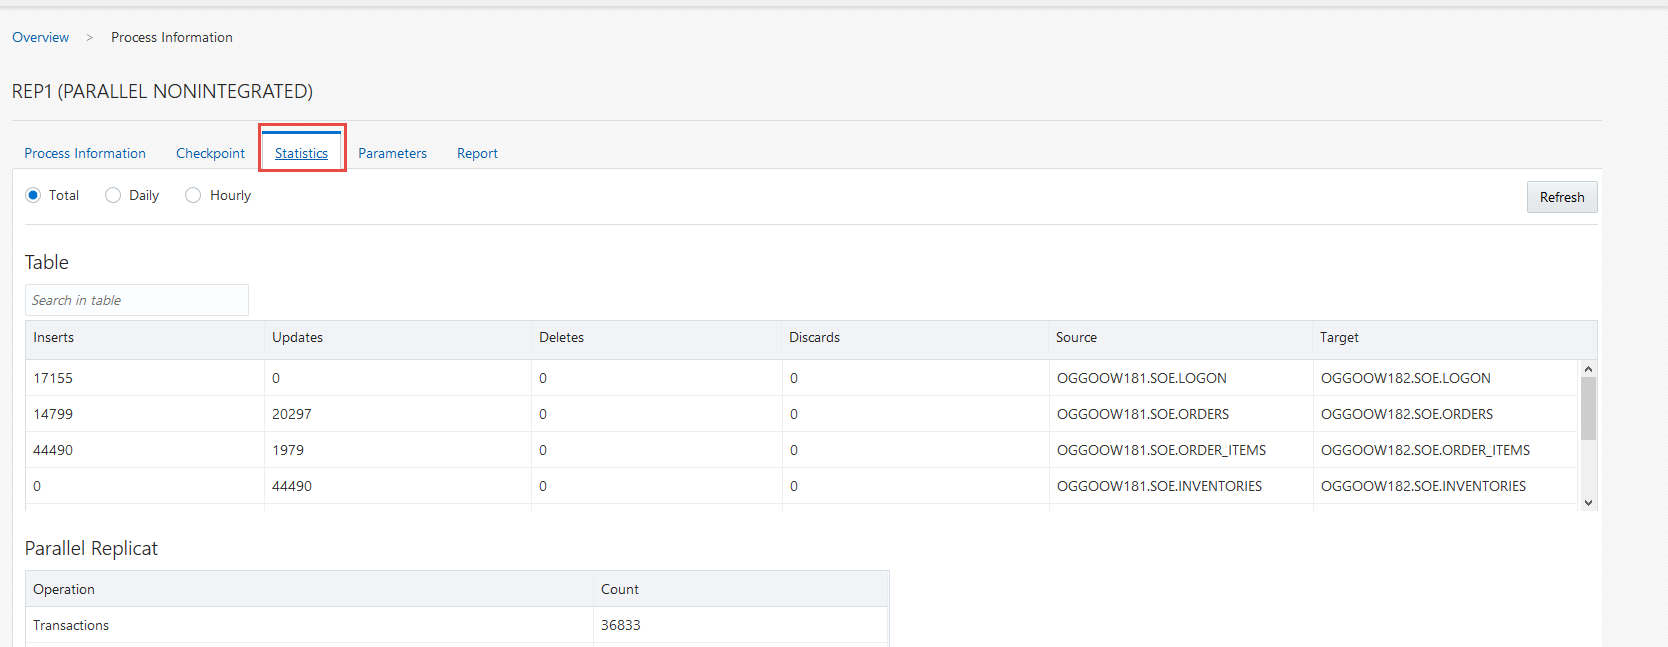 Overview > Process Information
REP1 (PARALLEL NONINTEGRATED)
Process Information Checkpoint Statistics Parameters Report
Total Daily Hourly Refresh
Table
Search in table
Inserts Updates Deletes Discards Source Target
17155 0 0 0 OGGOOW181.SOE.LOGON OGGOOW182.SOE.LOGON
14799 20297 0 0 OGGOOW181.SOE.ORDERS OGGOOW182.SOE.ORDERS
44490 1979 0 0 OGGOOW181.SOE.ORDER_ITEMS OGGOOW182.SOE.ORDER_ITEMS
0 44490 0 0 OGGOOW181.SOE.INVENTORIES OGGOOW182.SOE.INVENTORIES
Parallel Replicat
Operation Count
Transactions 36833